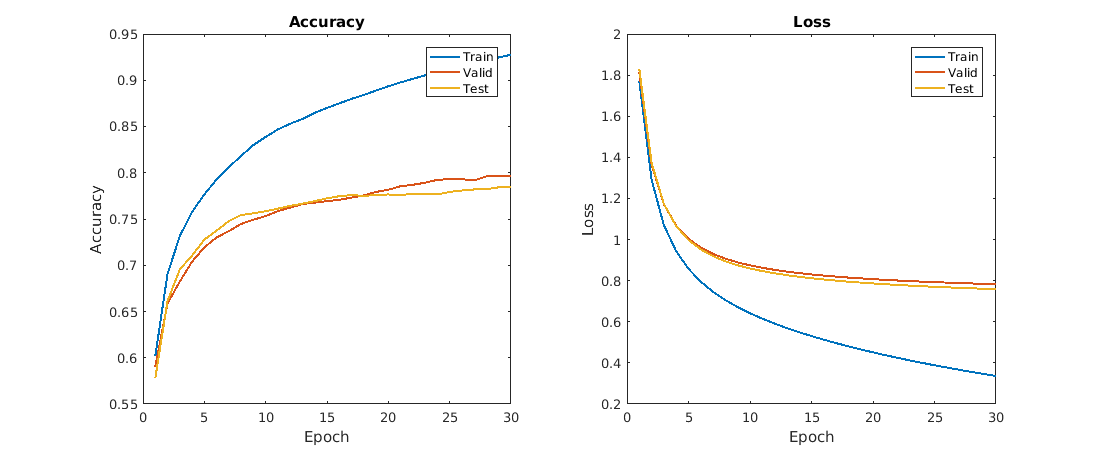 Accuracy
0.95
0.9
0.85
0.8
0.75
0.7
0.65
0.6
0.55
Accuracy
0 5 10 15 20 25 30
Epoch
Train
Valid
Test
Loss
2
1.8
1.6
1.4
1.2
1
0.8
0.6
0.4
0.2
Loss
0 5 10 15 20 25 30
Epoch
Train
Valid
Test